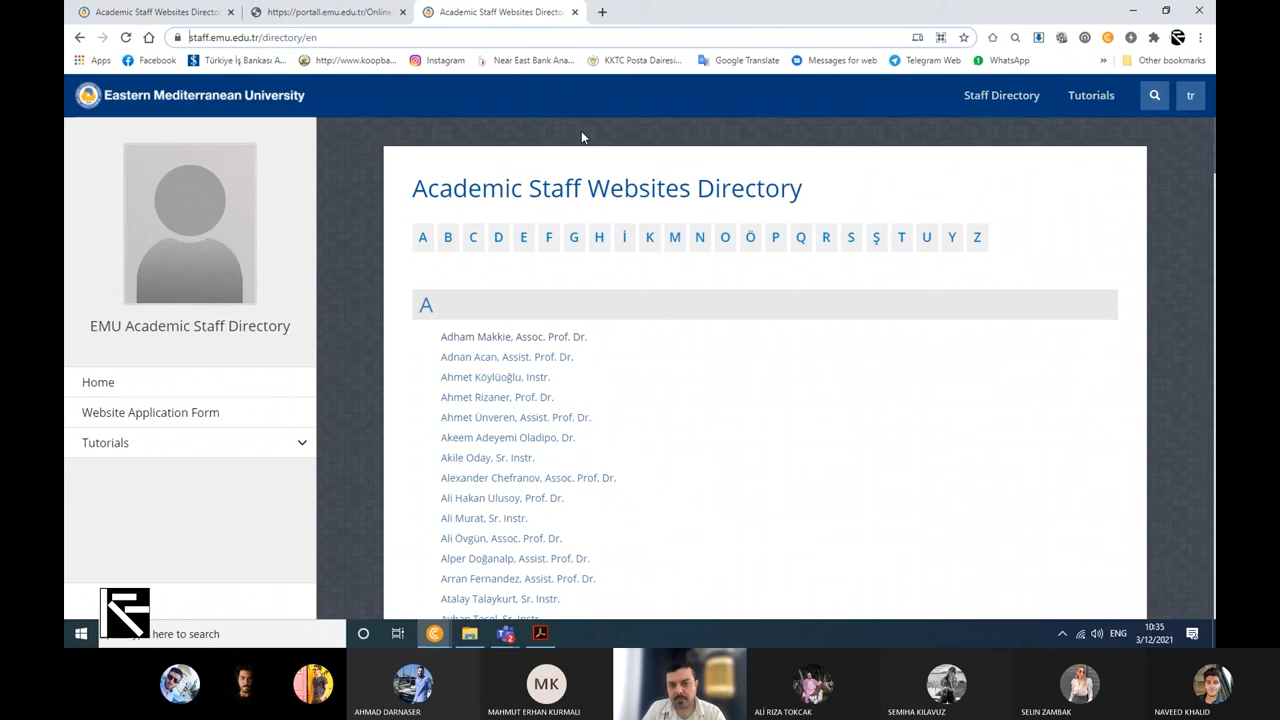 Academic Staff Websites Directo
https://portall.emu.edu.tr/Online
Academic Staff Websites Directo
staff.emu.edu.tr/directory/en
Apps
Facebook
Türkiye İş Bankası A...
http://www.koopba...
Instagram
Near East Bank Ana...
KKTC Posta Dairesi...
Google Translate
Messages for web
Telegram Web
WhatsApp
»
Other bookmarks
Eastern Mediterranean University
Staff Directory
Tutorials
tr
EMU Academic Staff Directory
Home
Website Application Form
Tutorials
Academic Staff Websites Directory
A B C D E F G H İ K M N O Ö P Q R S Ş T U Y Z
A
Adham Makkie, Assoc. Prof. Dr.
Adnan Acan, Assist. Prof. Dr.
Ahmet Köylüoğlu, Instr.
Ahmet Rizaner, Prof. Dr.
Ahmet Ünveren, Assist. Prof. Dr.
Akeem Adeyemi Oladipo, Dr.
Akile Oday, Sr. Instr.
Alexander Chefranov, Assoc. Prof. Dr.
Ali Hakan Ulusoy, Prof. Dr.
Ali Murat, Sr. Instr.
Ali Övgün, Assoc. Prof. Dr.
Alper Doğanalp, Assist. Prof. Dr.
Arran Fernandez, Assist. Prof. Dr.
Atalay Talaykurt, Sr. Instr.
here to search
2
ENG
10:35
3/12/2021
AHMAD DARNASER
MK
MAHMUT ERHAN KURMALI
ALİ RIZA TOKCAK
SEMIHA KILAVUZ
SELIN ZAMBAK
NAVEED KHALID